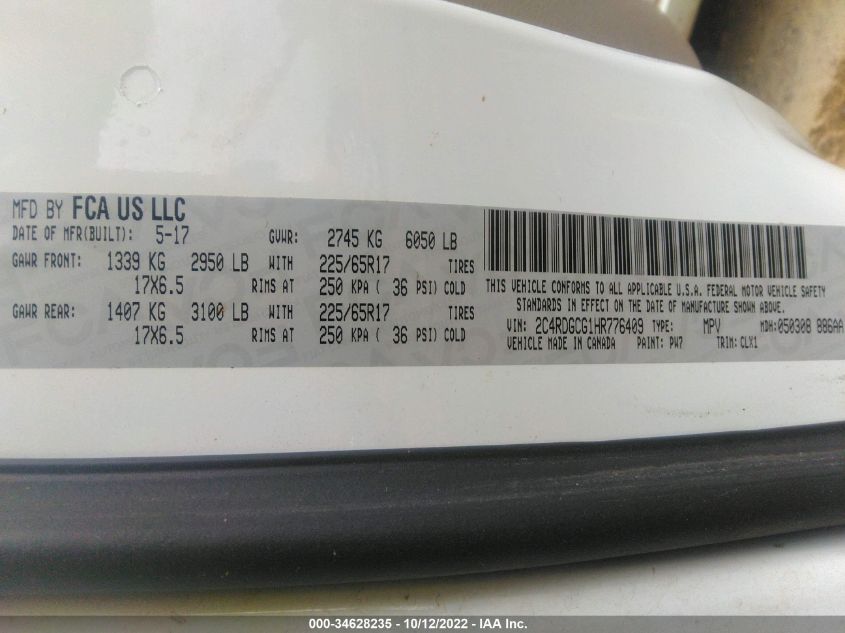 MFD BY FCA US LLC
DATE OF MFR(BUILT): 5-17 GVWR: 2745 KG 6050 LB
GAWR FRONT: 1339 KG 2950 LB WITH 225/65R17 TIRES
17X6.5 RIMS AT 250 KPA ( 36 PSI) COLD
GAWR REAR: 1407 KG 3100 LB WITH 225/65R17 TIRES
17X6.5 RIMS AT 250 KPA ( 36 PSI) COLD
THIS VEHICLE CONFORMS TO ALL APPLICABLE U.S.A. FEDERAL MOTOR VEHICLE SAFETY
STANDARDS IN EFFECT ON THE DATE OF MANUFACTURE SHOWN ABOVE.
VIN: 2C4RDGCG1HR776409 TYPE: MPV MDH: 050308 886AA
VEHICLE MADE IN CANADA PAINT: PW7 TRIM: CLX1
000-34628235 - 10/12/2022 - IAA Inc.